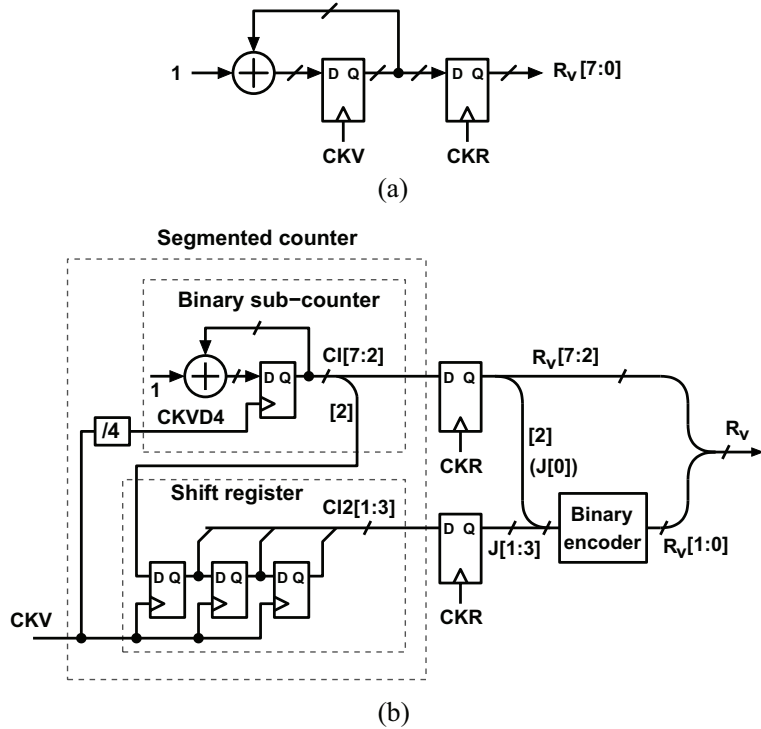 1
D Q
D Q
R_V [7:0]
CKV
CKR
(a)
Segmented counter
Binary sub-counter
1
D Q
CI[7:2]
[2]
CKVD4
/4
D Q
CKR
R_V[7:2]
[2]
(J[0])
R_V
Shift register
CI2[1:3]
D Q
D Q
D Q
D Q
CKR
J[1:3]
Binary
encoder
R_V[1:0]
CKV
(b)